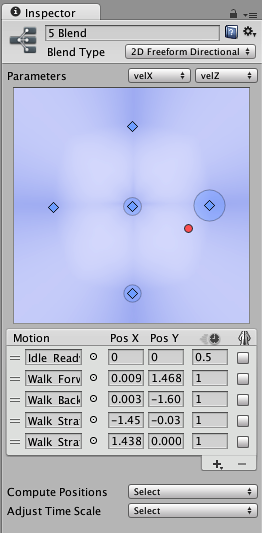 Inspector
5 Blend
Blend Type 2D Freeform Directional
Parameters velX velZ
Motion Pos X Pos Y
Idle_Ready 0 0 0.5
Walk Forw 0.009 1.468 1
Walk Back 0.003 -1.60 1
Walk Stra -1.45 -0.03 1
Walk Stra 1.438 0.000 1
+ −
Compute Positions Select
Adjust Time Scale Select